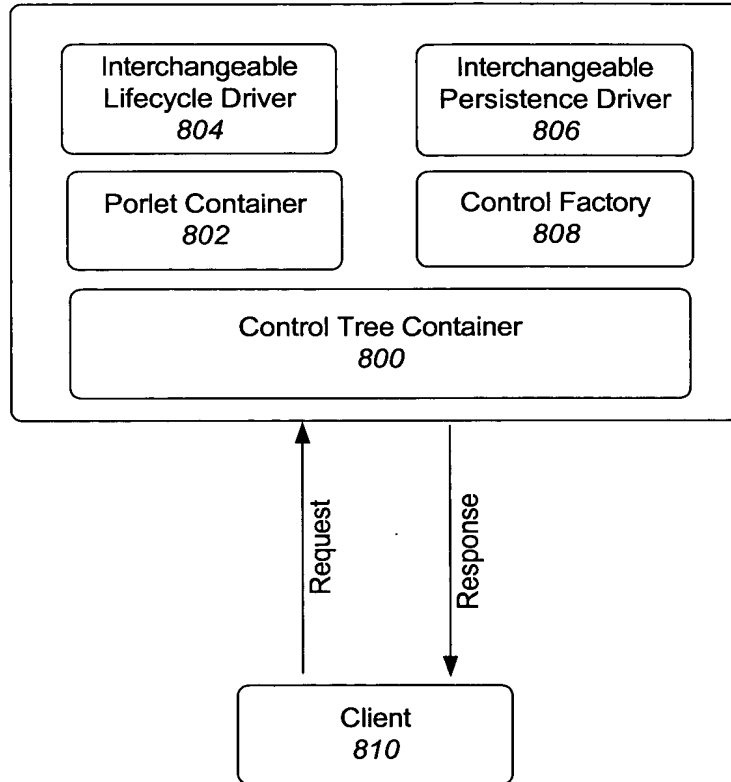 Interchangeable
Lifecycle Driver
804
Interchangeable
Persistence Driver
806
Porlet Container
802
Control Factory
808
Control Tree Container
800
Request
Response
Client
810